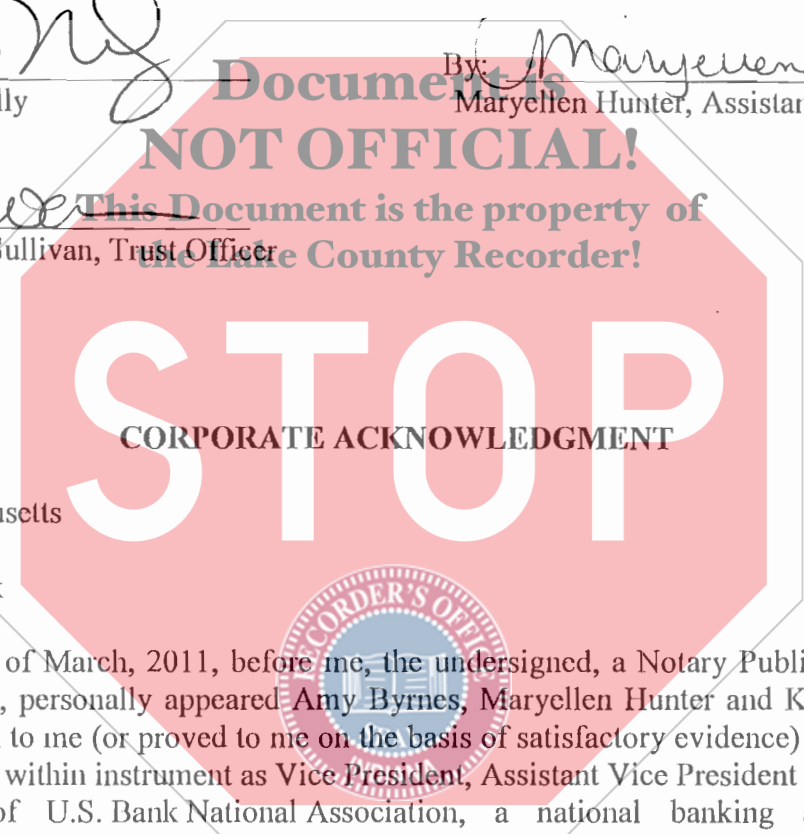 By: Maryellen
lly
Maryellen Hunter, Assistan
Document is
NOT OFFICIAL!
This Document is the property of
the Lake County Recorder!
ullivan, Trust Officer
STOP
CORPORATE ACKNOWLEDGMENT
usetts
RECORDER'S OFFICE
of March, 2011, before me, the undersigned, a Notary Publi
, personally appeared Amy Byrnes, Maryellen Hunter and K
to me (or proved to me on the basis of satisfactory evidence)
within instrument as Vice President, Assistant Vice President
of U.S. Bank National Association, a national banking
INDIANA